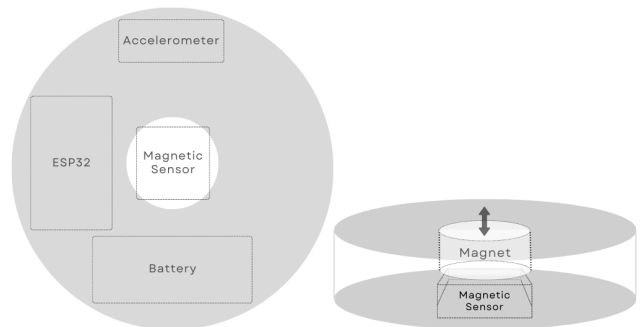 Accelerometer
ESP32
Magnetic
Sensor
Battery
Magnet
Magnetic
Sensor